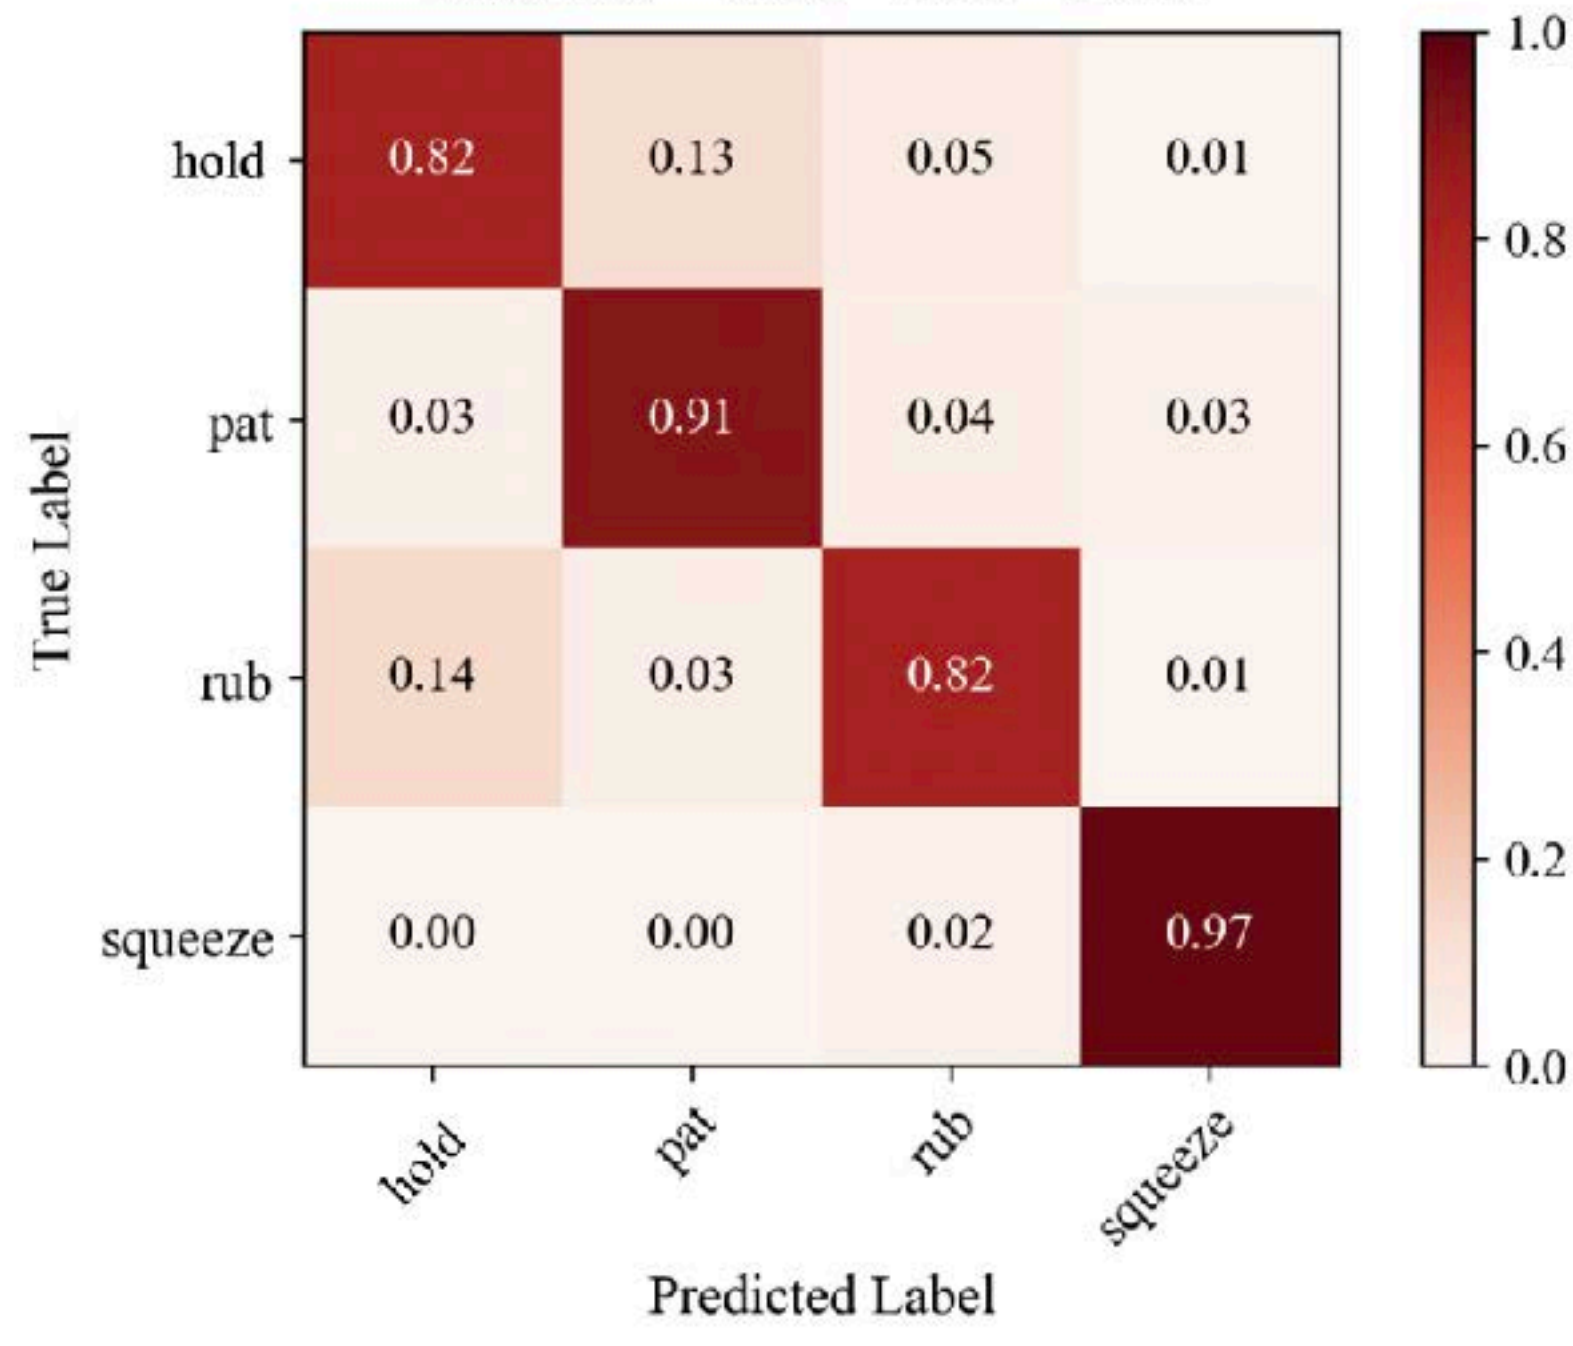 1.0
hold 0.82 0.13 0.05 0.01
0.8
pat 0.03 0.91 0.04 0.03
0.6
True Label
rub 0.14 0.03 0.82 0.01
0.4
squeeze 0.00 0.00 0.02 0.97
0.2
0.0
hold pat rub squeeze
Predicted Label